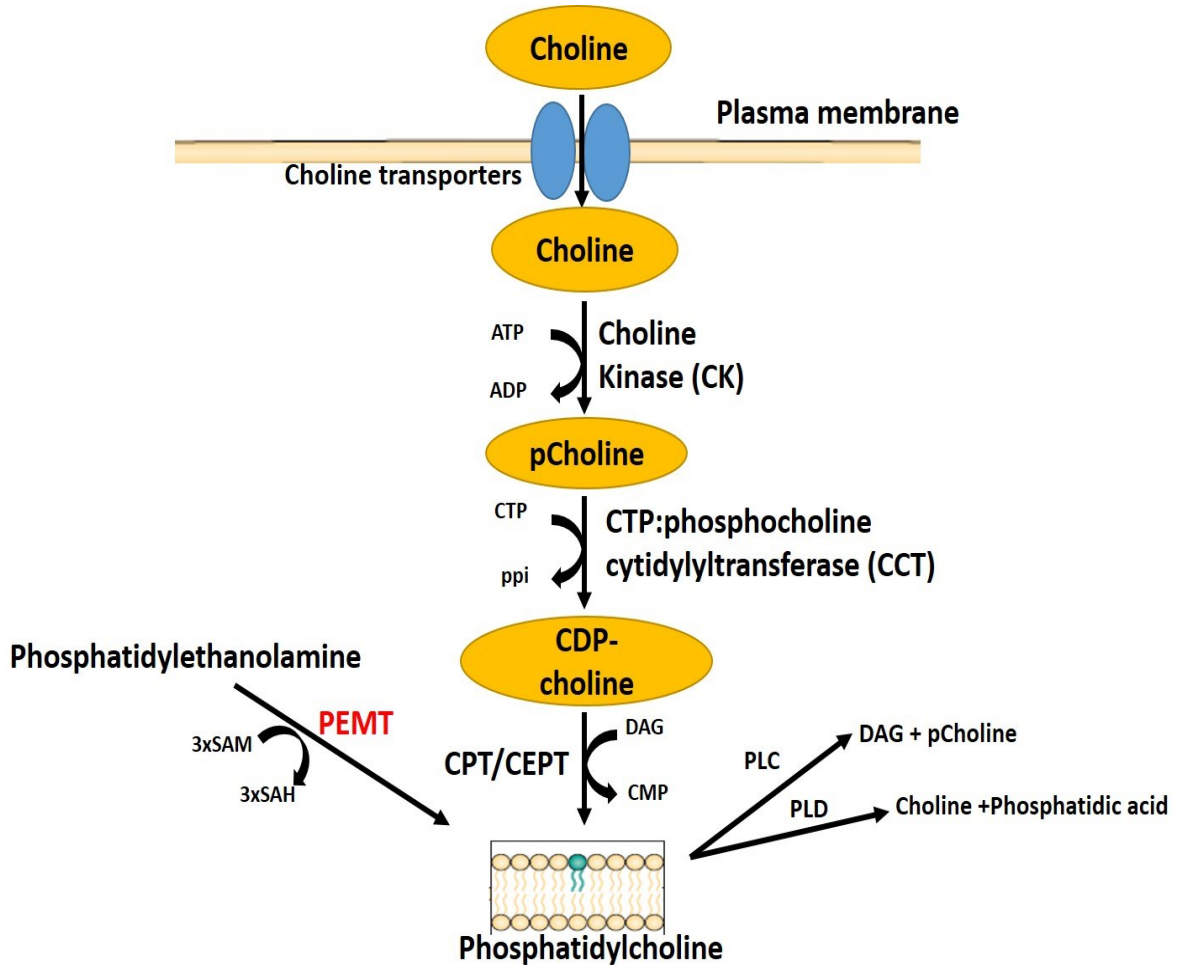 Choline
Plasma membrane
Choline transporters
Choline
ATP
Choline
Kinase (CK)
ADP
pCholine
CTP
CTP:phosphocholine
cytidylyltransferase (CCT)
ppi
CDP-
choline
Phosphatidylethanolamine
PEMT
3xSAM
3xSAH
DAG
CPT/CEPT
CMP
DAG + pCholine
PLC
PLD
Choline +Phosphatidic acid
Phosphatidylcholine